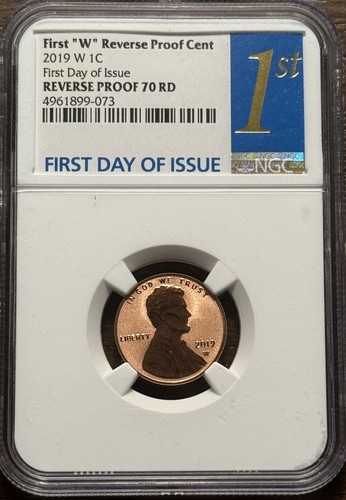 First "W" Reverse Proof Cent
2019 W 1C
First Day of Issue
REVERSE PROOF 70 RD
4961899-073
1st
FIRST DAY OF ISSUE
NGC
IN GOD WE TRUST
LIBERTY
2019
W